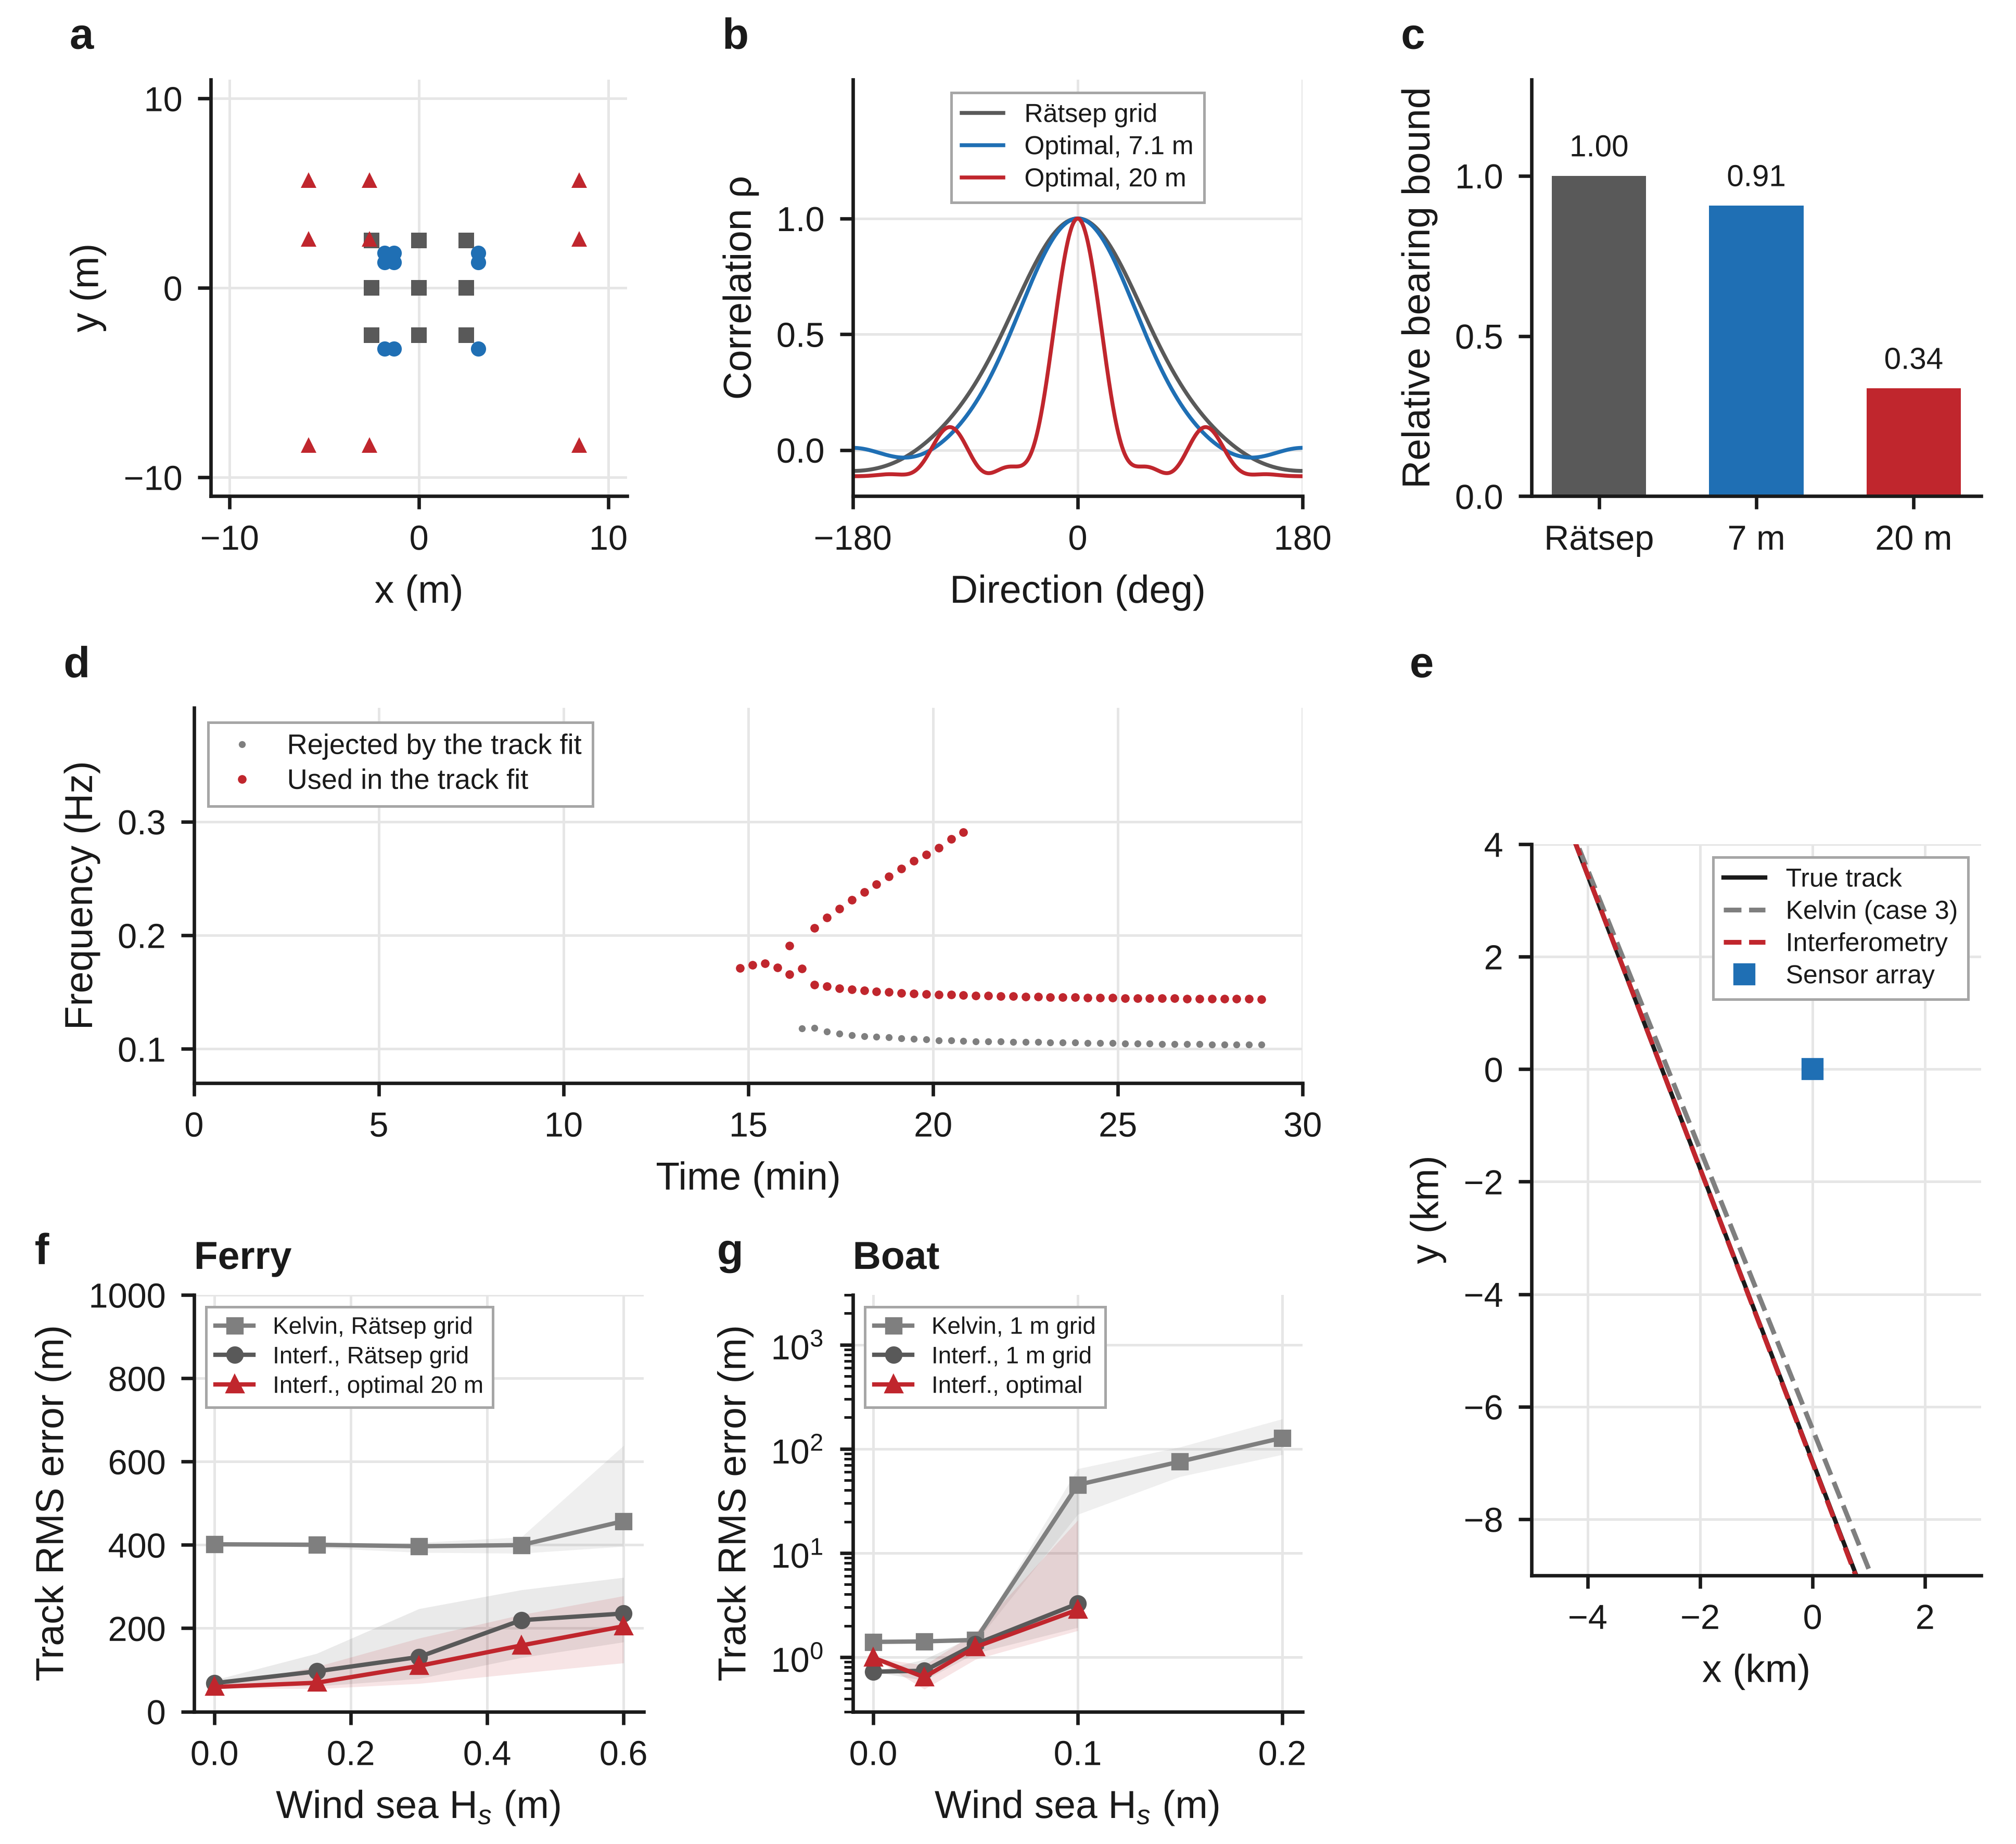 a
10
0
−10
y (m)
−10
0
10
x (m)
b
Rätsep grid
Optimal, 7.1 m
Optimal, 20 m
1.0
0.5
0.0
Correlation ρ
−180
0
180
Direction (deg)
c
1.00
0.91
0.34
1.0
0.5
0.0
Relative bearing bound
Rätsep
7 m
20 m
d
Rejected by the track fit
Used in the track fit
0.3
0.2
0.1
Frequency (Hz)
0
5
10
15
20
25
30
Time (min)
e
True track
Kelvin (case 3)
Interferometry
Sensor array
4
2
0
−2
−4
−6
−8
y (km)
−4
−2
0
2
x (km)
f
Ferry
Kelvin, Rätsep grid
Interf., Rätsep grid
Interf., optimal 20 m
1000
800
600
400
200
0
Track RMS error (m)
0.0
0.2
0.4
0.6
Wind sea Hₛ (m)
g
Boat
Kelvin, 1 m grid
Interf., 1 m grid
Interf., optimal
10³
10²
10¹
10⁰
Track RMS error (m)
0.0
0.1
0.2
Wind sea Hₛ (m)